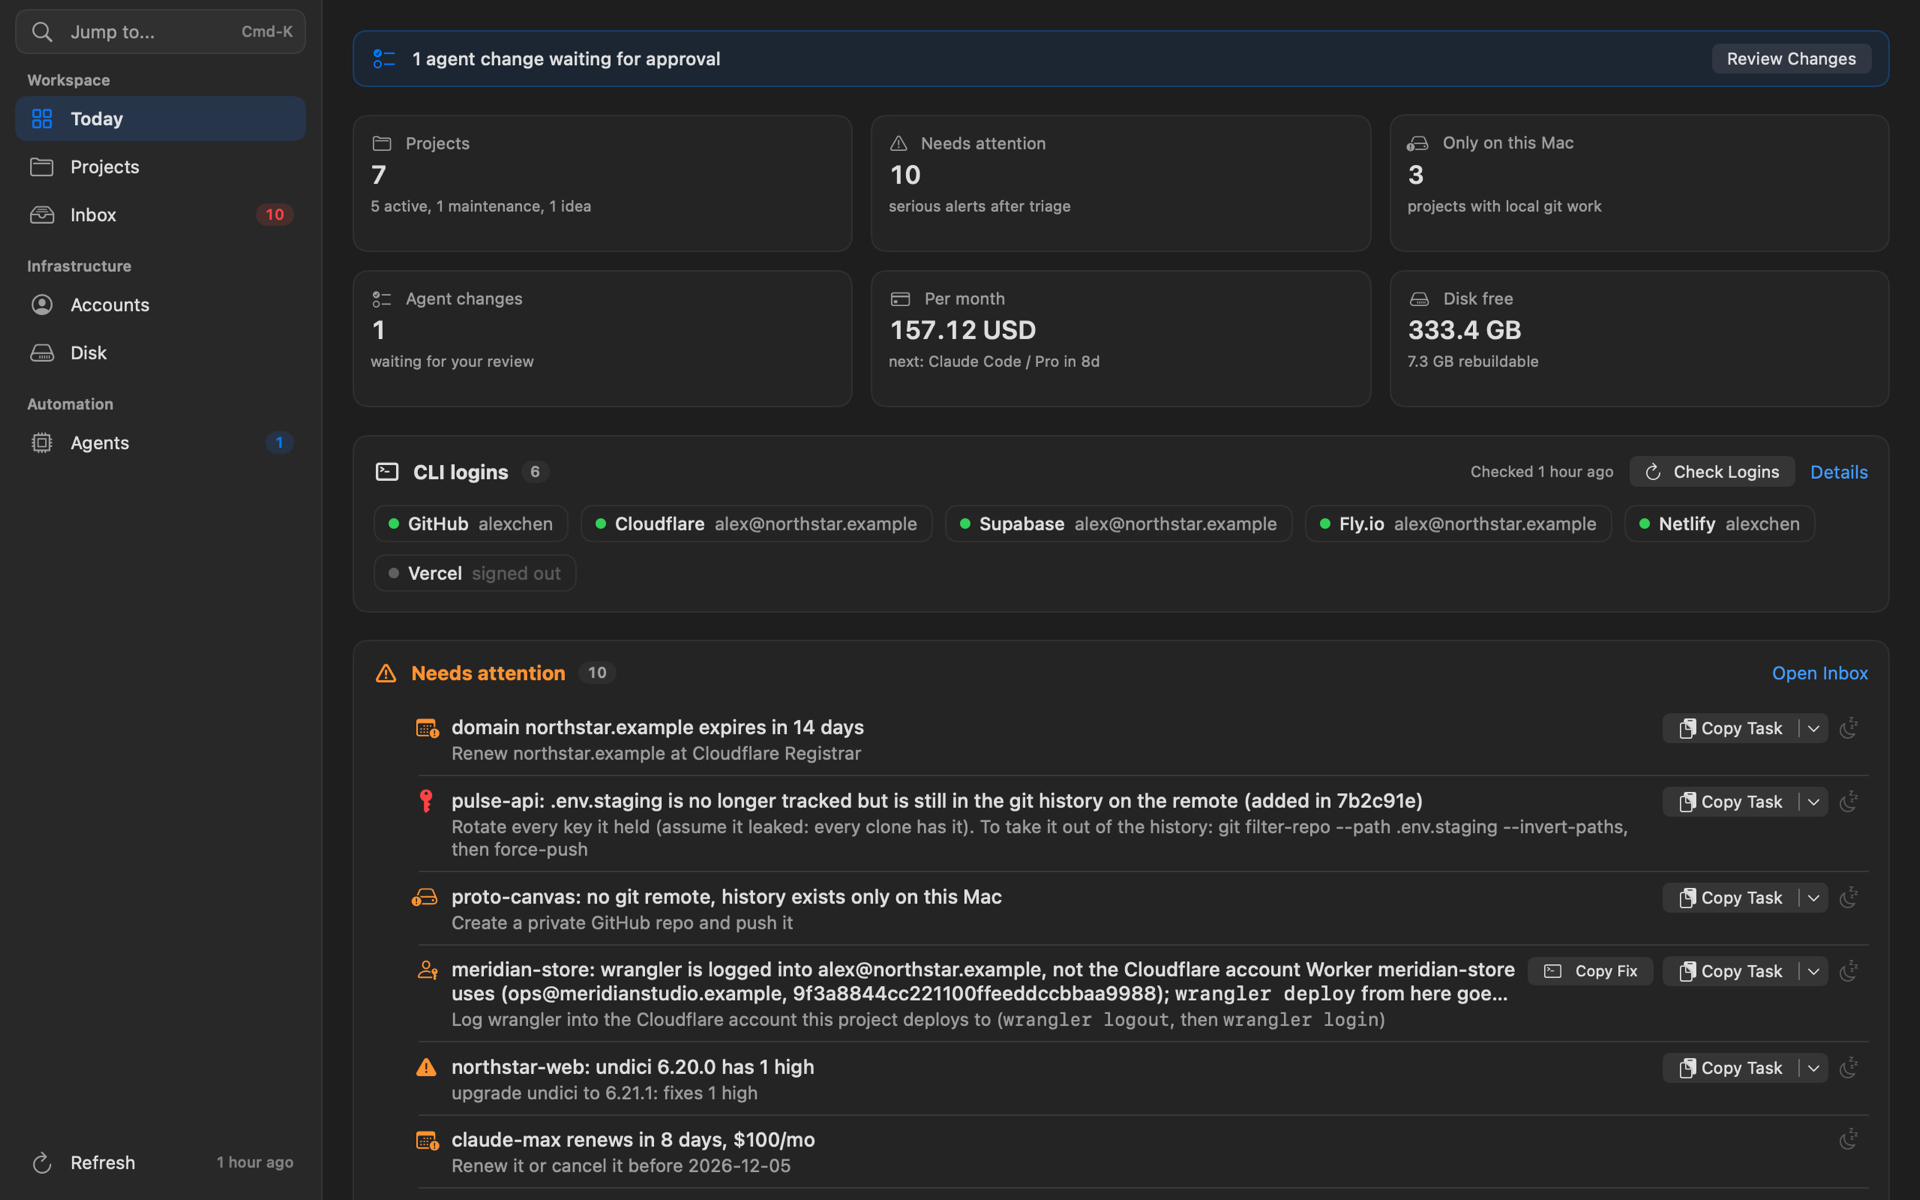 Jump to... Cmd-K
Workspace
Today
Projects
Inbox 10
Infrastructure
Accounts
Disk
Automation
Agents 1
Refresh 1 hour ago
1 agent change waiting for approval Review Changes
Projects
7
5 active, 1 maintenance, 1 idea
Needs attention
10
serious alerts after triage
Only on this Mac
3
projects with local git work
Agent changes
1
waiting for your review
Per month
157.12 USD
next: Claude Code / Pro in 8d
Disk free
333.4 GB
7.3 GB rebuildable
CLI logins 6 Checked 1 hour ago Check Logins Details
GitHub alexchen Cloudflare alex@northstar.example Supabase alex@northstar.example Fly.io alex@northstar.example Netlify alexchen
Vercel signed out
Needs attention 10 Open Inbox
domain northstar.example expires in 14 days Copy Task
Renew northstar.example at Cloudflare Registrar
pulse-api: .env.staging is no longer tracked but is still in the git history on the remote (added in 7b2c91e) Copy Task
Rotate every key it held (assume it leaked: every clone has it). To take it out of the history: git filter-repo --path .env.staging --invert-paths,
then force-push
proto-canvas: no git remote, history exists only on this Mac Copy Task
Create a private GitHub repo and push it
meridian-store: wrangler is logged into alex@northstar.example, not the Cloudflare account Worker meridian-store Copy Fix Copy Task
uses (ops@meridianstudio.example, 9f3a8844cc221100ffeeddccbbaa9988); wrangler deploy from here goe...
Log wrangler into the Cloudflare account this project deploys to (wrangler logout, then wrangler login)
northstar-web: undici 6.20.0 has 1 high Copy Task
upgrade undici to 6.21.1: fixes 1 high
claude-max renews in 8 days, $100/mo
Renew it or cancel it before 2026-12-05